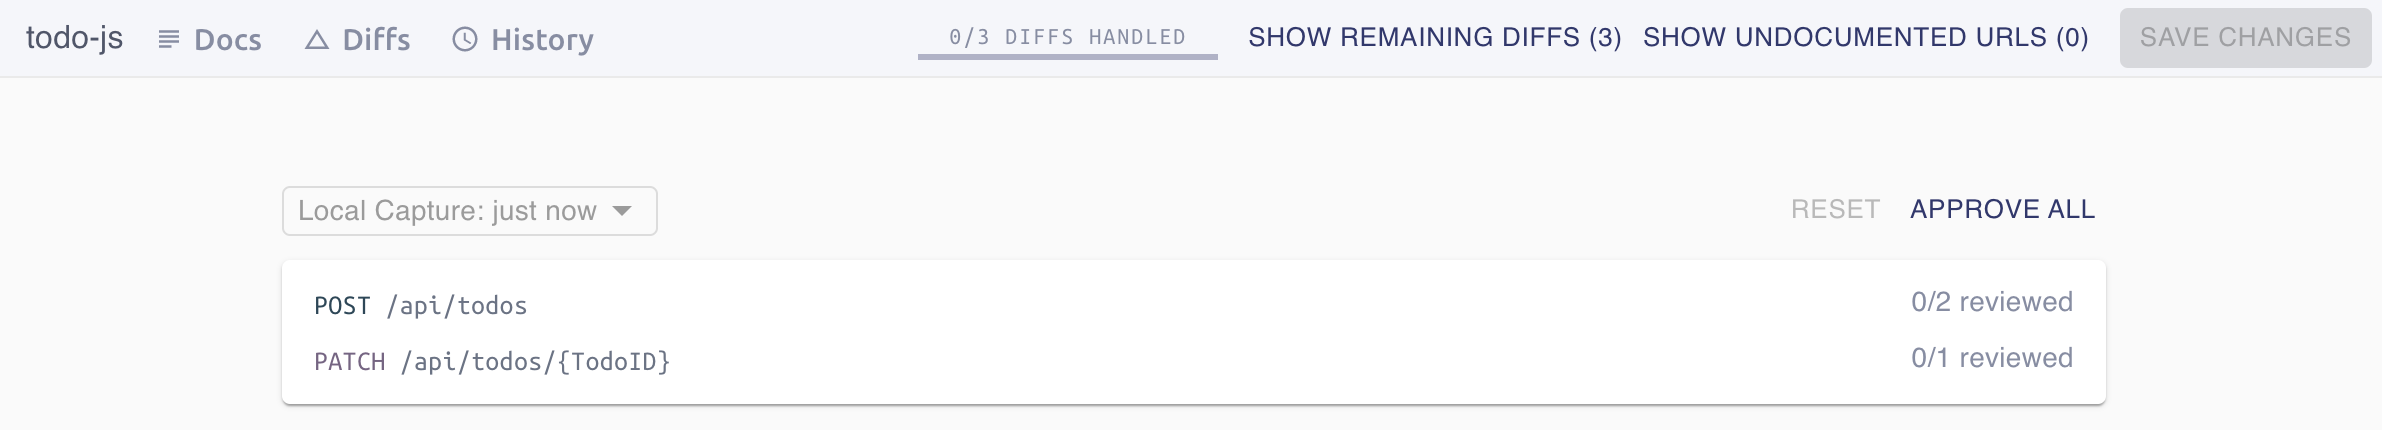 todo-js Docs Diffs History 0/3 DIFFS HANDLED SHOW REMAINING DIFFS (3) SHOW UNDOCUMENTED URLS (0) SAVE CHANGES
Local Capture: just now RESET APPROVE ALL
POST /api/todos 0/2 reviewed
PATCH /api/todos/{TodoID} 0/1 reviewed